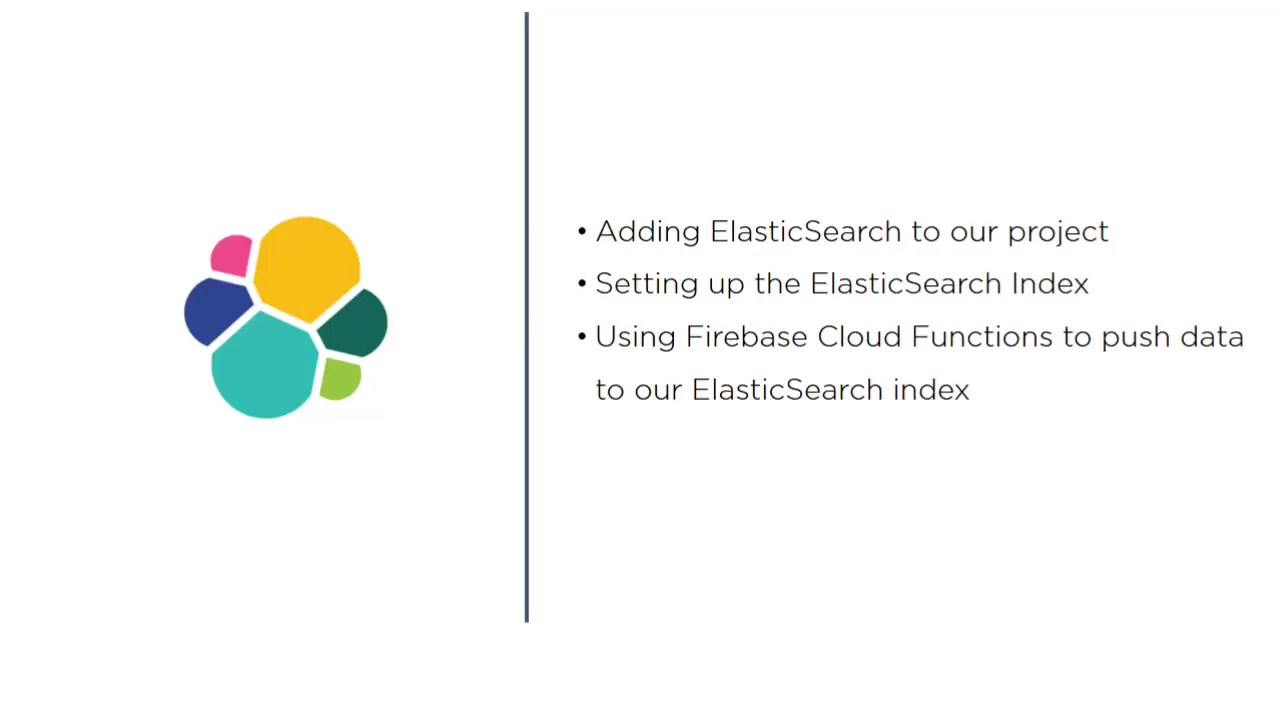 • Adding ElasticSearch to our project
• Setting up the ElasticSearch Index
• Using Firebase Cloud Functions to push data
to our ElasticSearch index